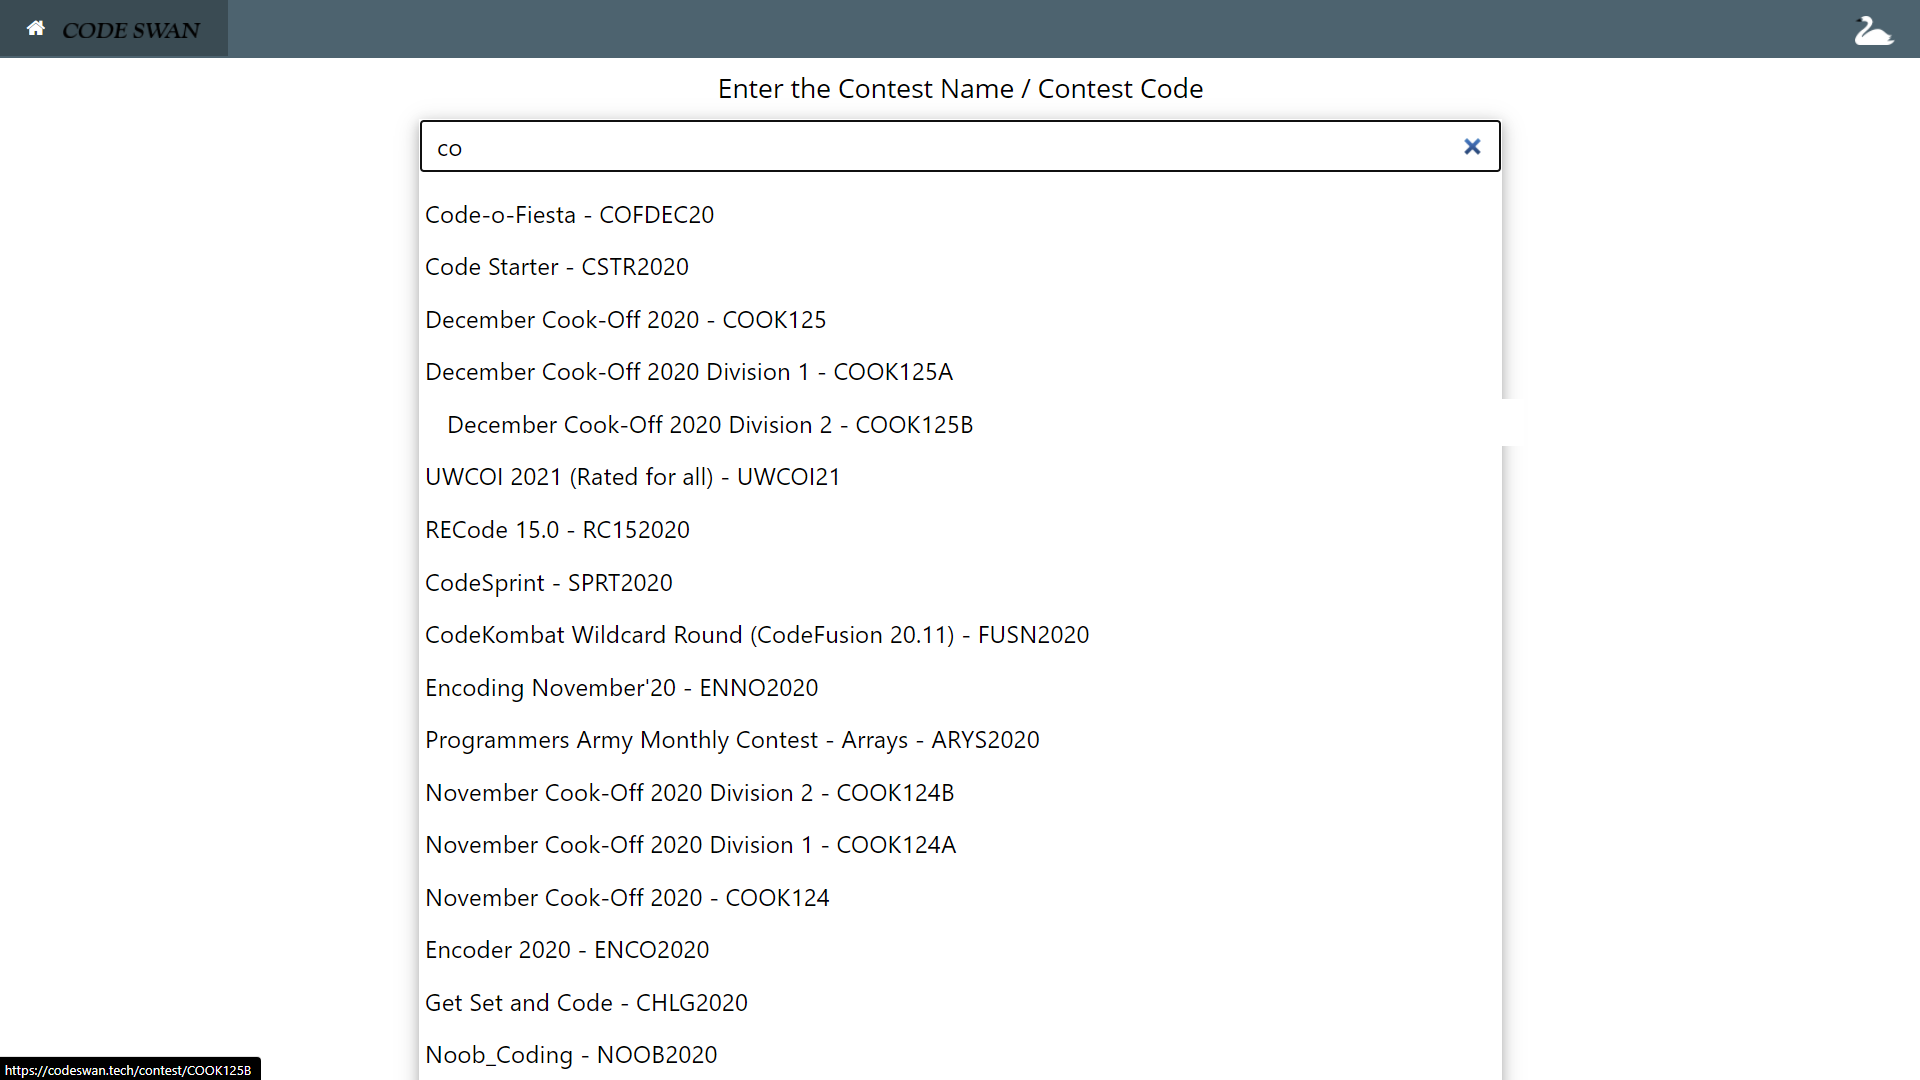 CODE SWAN
Enter the Contest Name / Contest Code
co
Code-o-Fiesta - COFDEC20
Code Starter - CSTR2020
December Cook-Off 2020 - COOK125
December Cook-Off 2020 Division 1 - COOK125A
December Cook-Off 2020 Division 2 - COOK125B
UWCOI 2021 (Rated for all) - UWCOI21
RECode 15.0 - RC152020
CodeSprint - SPRT2020
CodeKombat Wildcard Round (CodeFusion 20.11) - FUSN2020
Encoding November'20 - ENNO2020
Programmers Army Monthly Contest - Arrays - ARYS2020
November Cook-Off 2020 Division 2 - COOK124B
November Cook-Off 2020 Division 1 - COOK124A
November Cook-Off 2020 - COOK124
Encoder 2020 - ENCO2020
Get Set and Code - CHLG2020
Noob_Coding - NOOB2020
https://codeswan.tech/contest/COOK125B